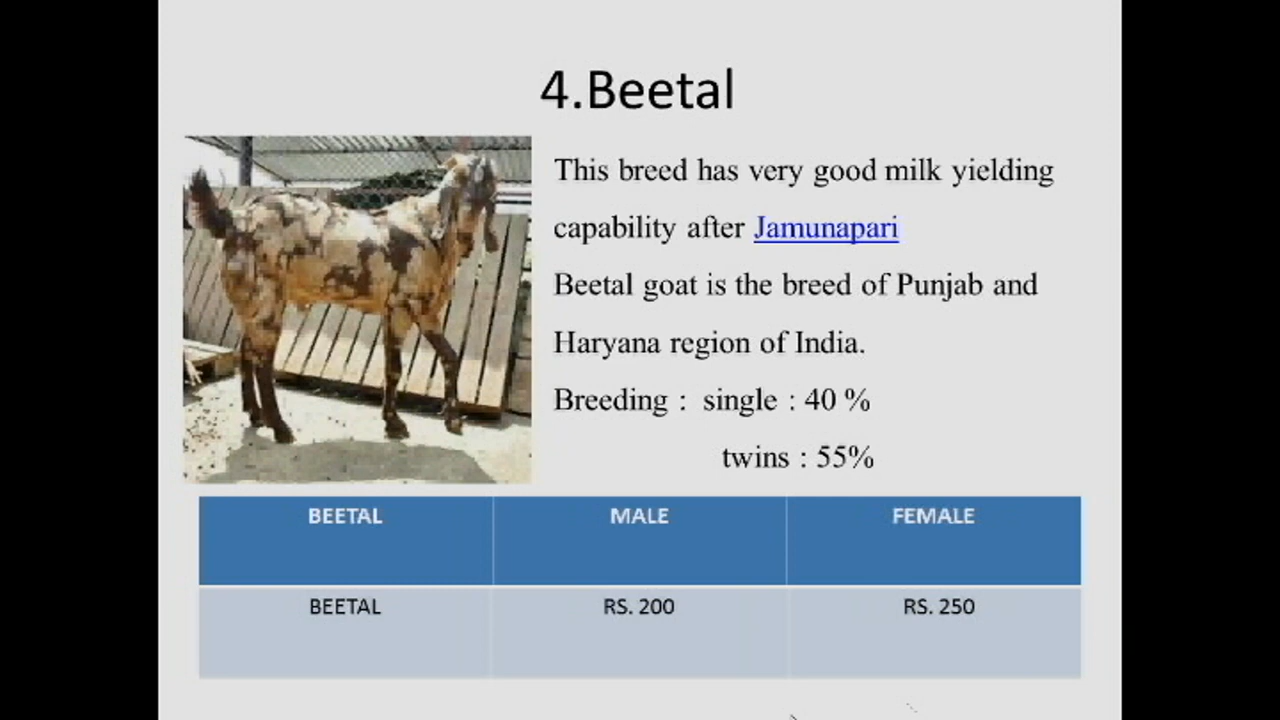 4.Beetal
This breed has very good milk yielding
capability after Jamunapari
Beetal goat is the breed of Punjab and
Haryana region of India.
Breeding : single : 40 %
twins : 55%
BEETAL MALE FEMALE
BEETAL RS. 200 RS. 250